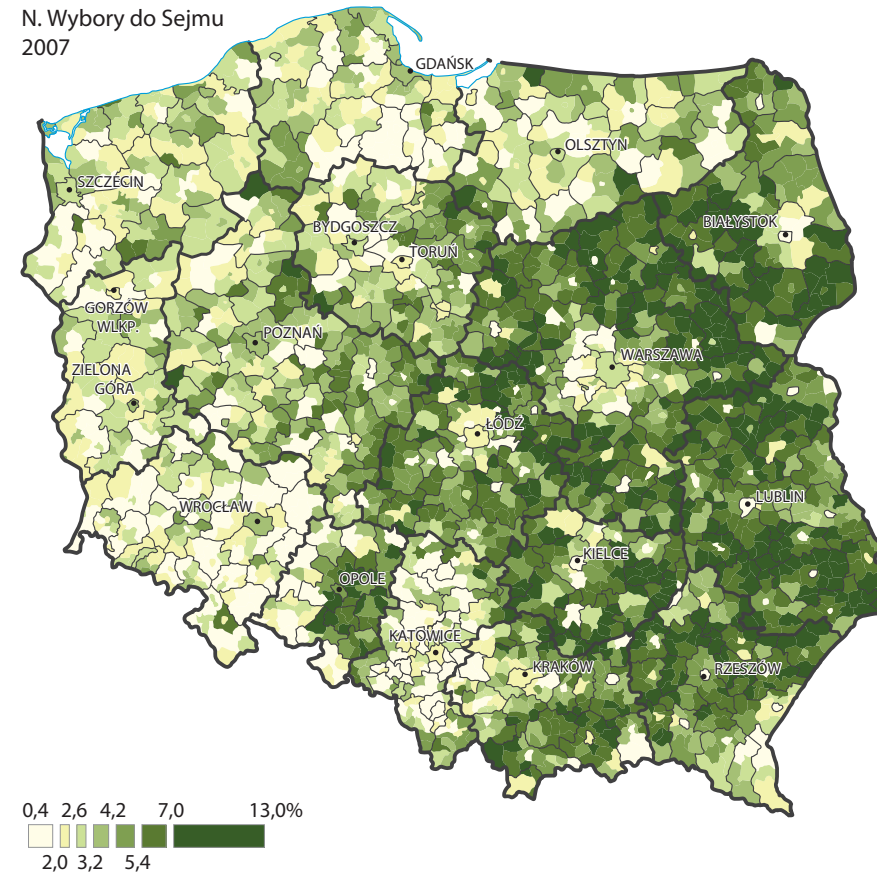 N. Wybory do Sejmu
2007
GDAŃSK
OLSZTYN
SZCZECIN
BIAŁYSTOK
BYDGOSZCZ
TORUŃ
GORZÓW
WLKP.
POZNAŃ
WARSZAWA
ZIELONA
GÓRA
ŁÓDŹ
LUBLIN
WROCŁAW
KIELCE
OPOLE
KATOWICE
KRAKÓW
RZESZÓW
0,4 2,6 4,2 7,0 13,0%
2,0 3,2 5,4